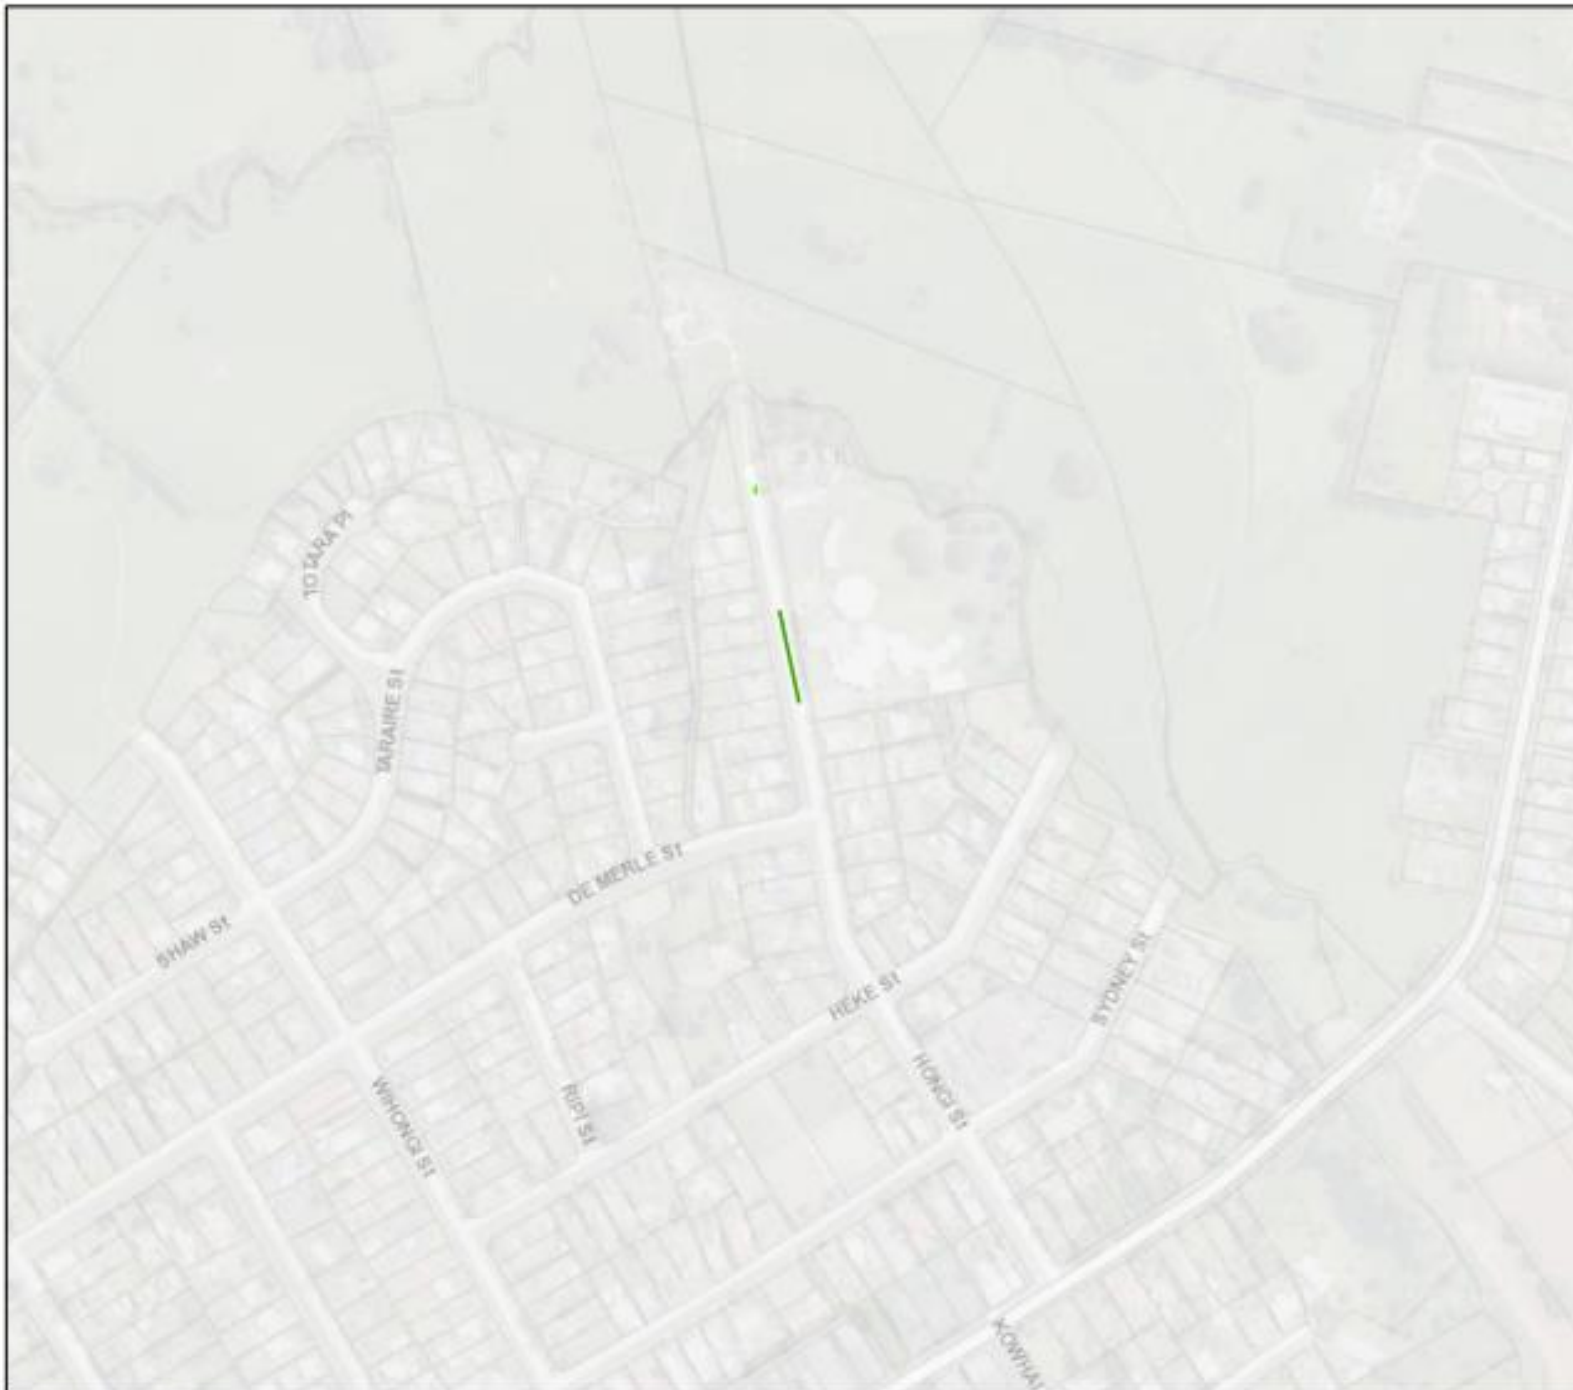 TOTARA Pl
TARAIRE St
DE MERLE St
SHAW St
HEKE St
SYDNEY St
HONGI St
WIHONGI St
RIPI St
KOWHAI